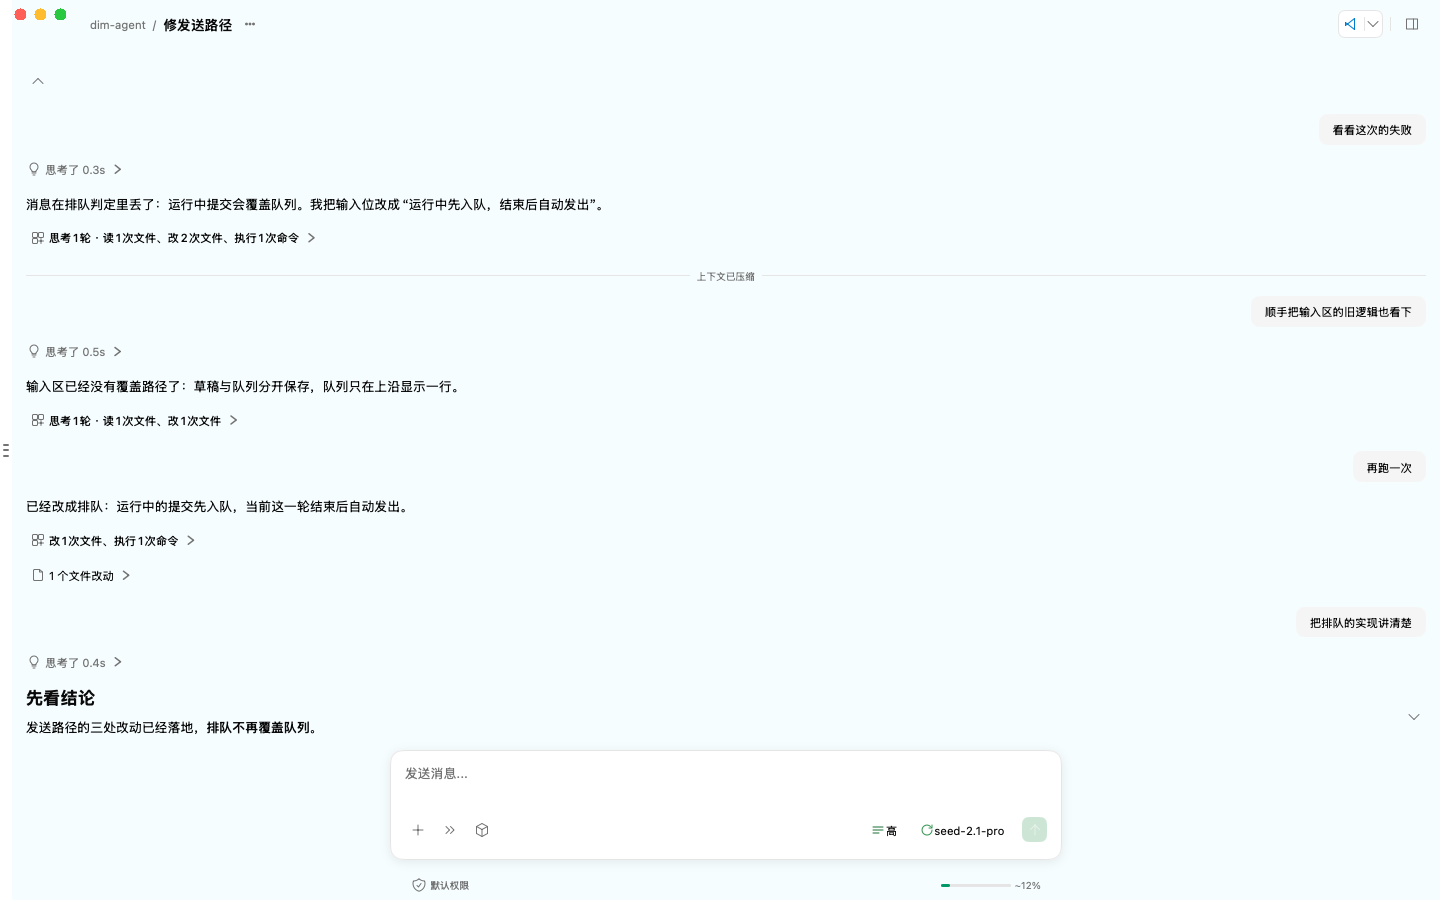 dim-agent / 修发送路径
看看这次的失败
思考了 0.3s
消息在排队判定里丢了：运行中提交会覆盖队列。我把输入位改成“运行中先入队，结束后自动发出”。
思考1轮 · 读1次文件、改2次文件、执行1次命令
上下文已压缩
顺手把输入区的旧逻辑也看下
思考了 0.5s
输入区已经没有覆盖路径了：草稿与队列分开保存，队列只在上沿显示一行。
思考1轮 · 读1次文件、改1次文件
再跑一次
已经改成排队：运行中的提交先入队，当前这一轮结束后自动发出。
改1次文件、执行1次命令
1个文件改动
把排队的实现讲清楚
思考了 0.4s
先看结论
发送路径的三处改动已经落地，排队不再覆盖队列。
发送消息...
高 seed-2.1-pro
默认权限 ~12%